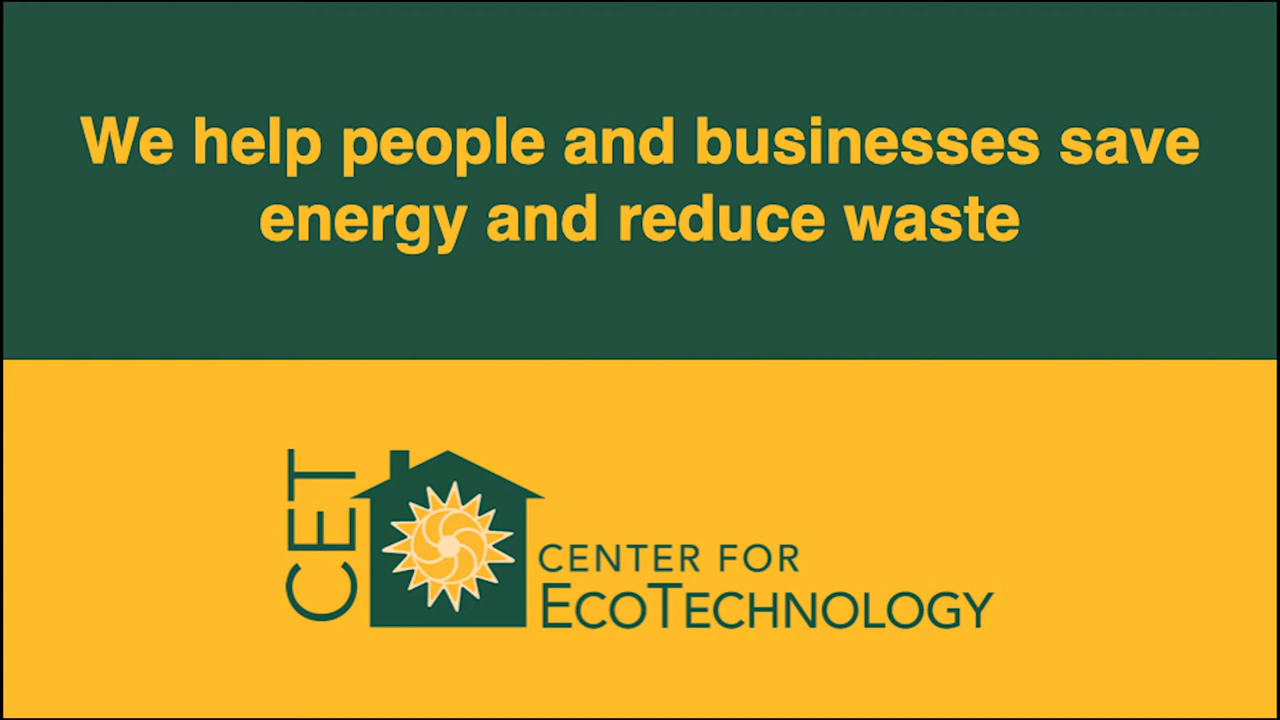 We help people and businesses save
energy and reduce waste
CET
CENTER FOR
ECOTECHNOLOGY